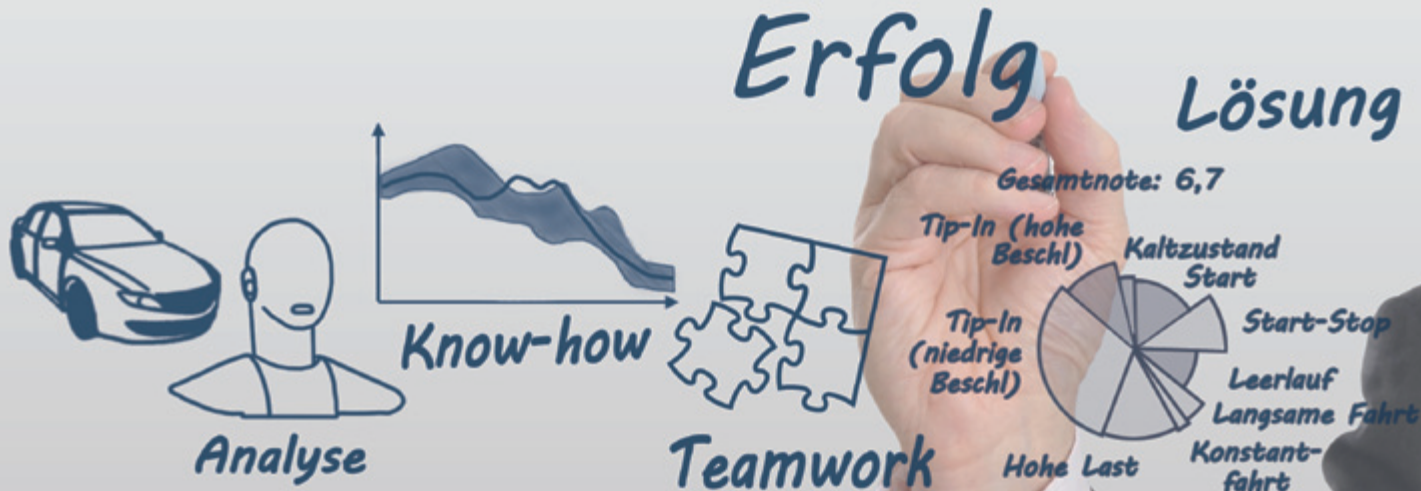 Erfolg
Lösung
Gesamtnote: 6,7
Tip-In (hohe
Beschl)
Kaltzustand
Start
Start-Stop
Tip-In
(niedrige
Beschl)
Leerlauf
Langsame Fahrt
Konstant-
fahrt
Hohe Last
Know-how
Analyse
Teamwork